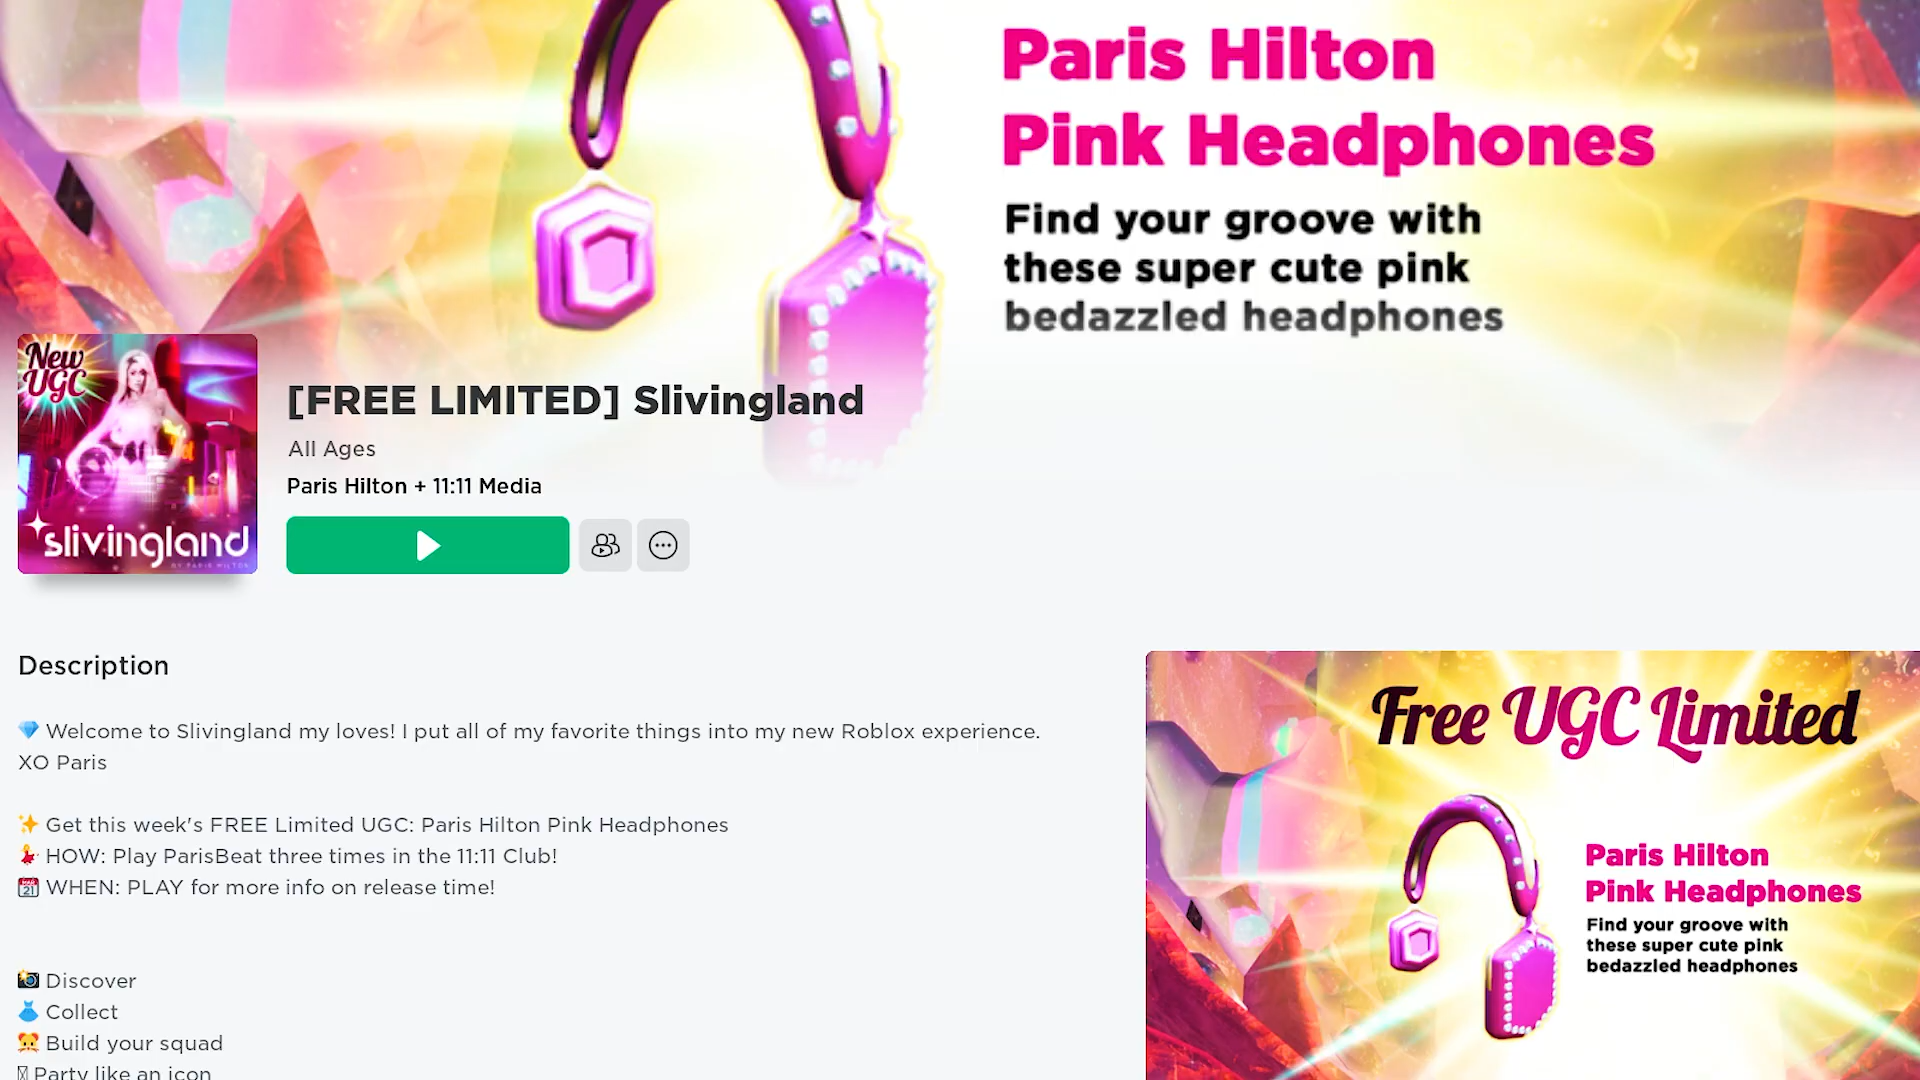 Paris Hilton
Pink Headphones
Find your groove with
these super cute pink
bedazzled headphones
New
UGC
slivingland
BY PARIS HILTON
[FREE LIMITED] Slivingland
All Ages
Paris Hilton + 11:11 Media
Description
💎 Welcome to Slivingland my loves! I put all of my favorite things into my new Roblox experience.
XO Paris
✨ Get this week's FREE Limited UGC: Paris Hilton Pink Headphones
💃 HOW: Play ParisBeat three times in the 11:11 Club!
📅 WHEN: PLAY for more info on release time!
📸 Discover
👗 Collect
👯 Build your squad
Party like an icon
Free UGC Limited
Paris Hilton
Pink Headphones
Find your groove with
these super cute pink
bedazzled headphones